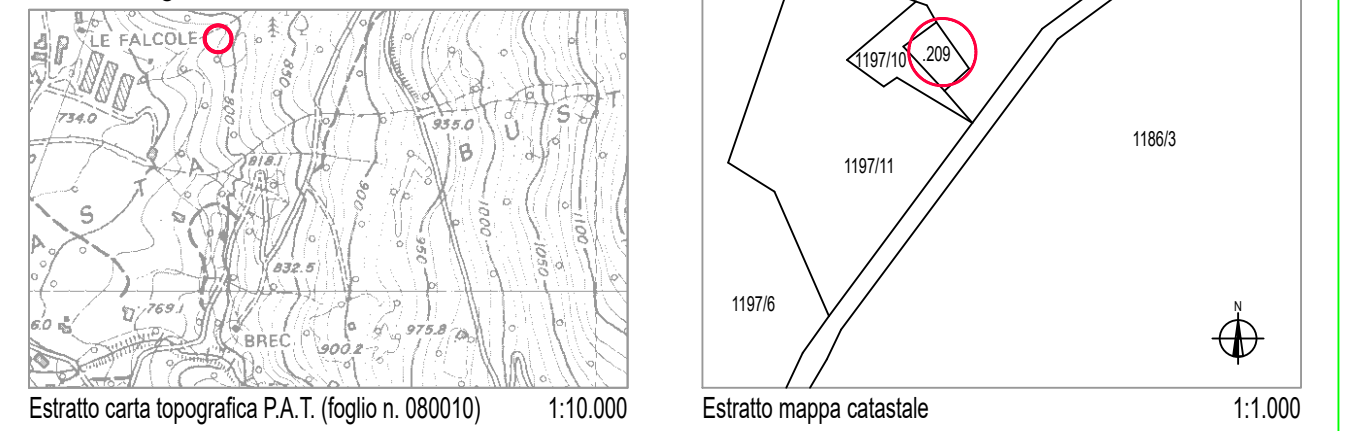 LE FALCOLE
850
800
734.0
935.0
B U S T
818.1
A
T
S
A
900
1000
950
1050
1100
832.5
769.1
6.0
BREC
900.2
975.8
Estratto carta topografica P.A.T. (foglio n. 080010) 1:10.000
1197/10
.209
1186/3
1197/11
1197/6
N
Estratto mappa catastale 1:1.000